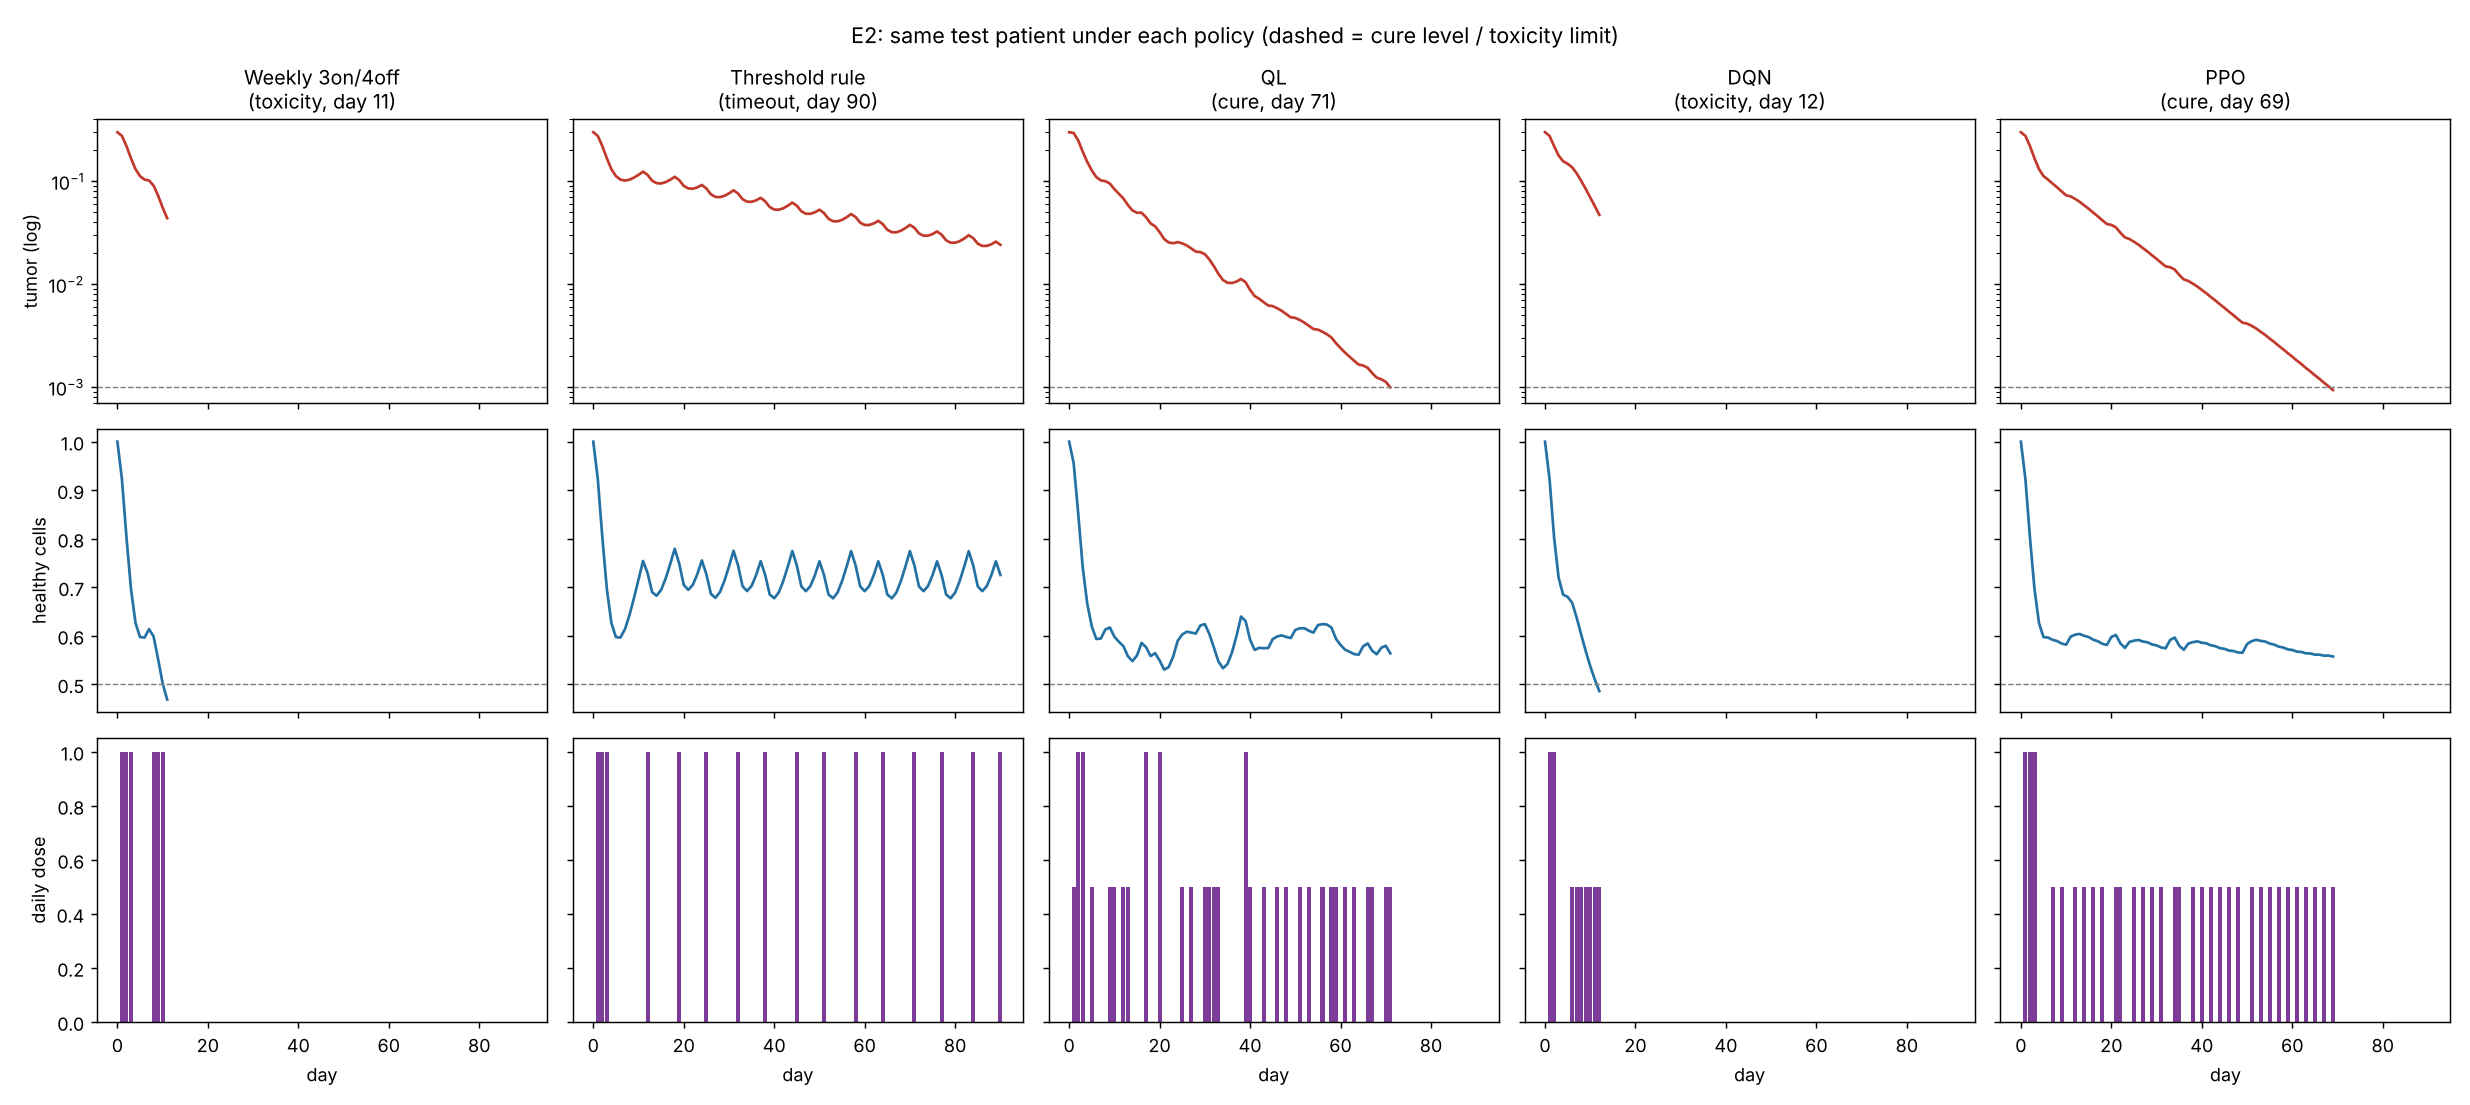 E2: same test patient under each policy (dashed = cure level / toxicity limit)
Weekly 3on/4off
(toxicity, day 11)
Threshold rule
(timeout, day 90)
QL
(cure, day 71)
DQN
(toxicity, day 12)
PPO
(cure, day 69)
tumor (log)
10⁻¹
10⁻²
10⁻³
healthy cells
1.0
0.9
0.8
0.7
0.6
0.5
daily dose
1.0
0.8
0.6
0.4
0.2
0.0
0 20 40 60 80
0 20 40 60 80
0 20 40 60 80
0 20 40 60 80
0 20 40 60 80
day
day
day
day
day